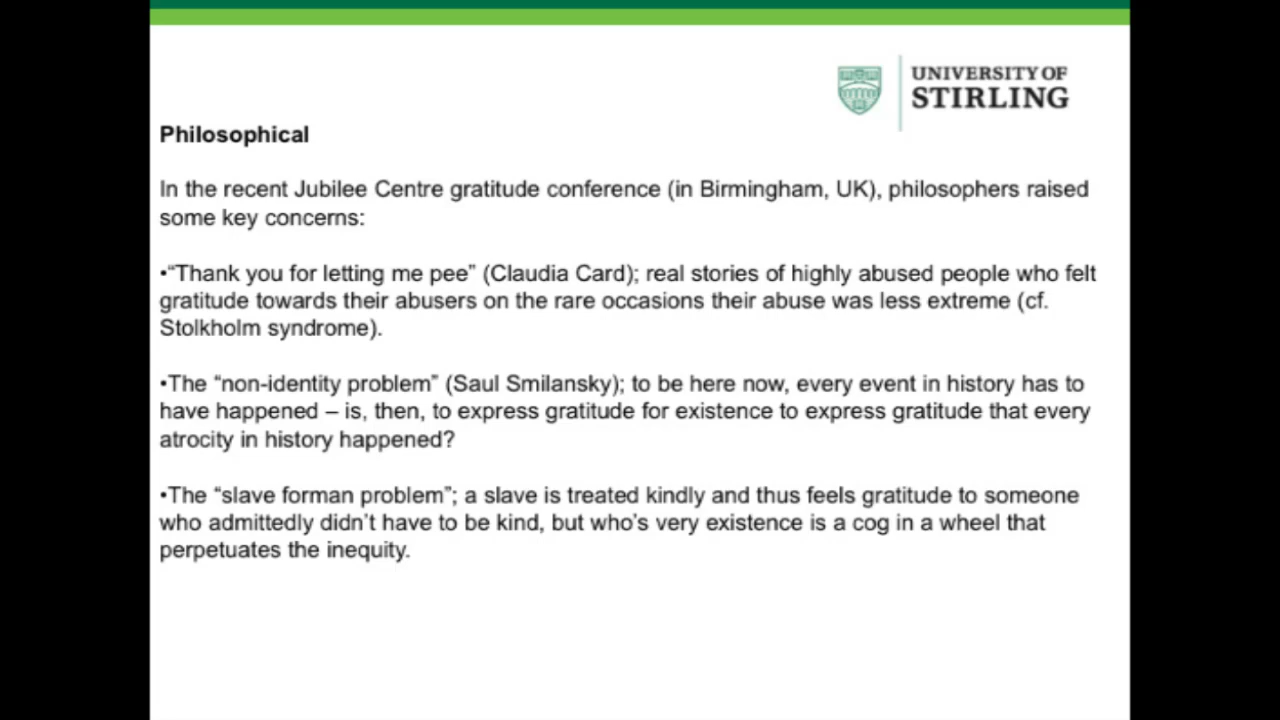 UNIVERSITY OF
STIRLING
Philosophical
In the recent Jubilee Centre gratitude conference (in Birmingham, UK), philosophers raised
some key concerns:
•“Thank you for letting me pee” (Claudia Card); real stories of highly abused people who felt
gratitude towards their abusers on the rare occasions their abuse was less extreme (cf.
Stolkholm syndrome).
•The “non-identity problem” (Saul Smilansky); to be here now, every event in history has to
have happened – is, then, to express gratitude for existence to express gratitude that every
atrocity in history happened?
•The “slave forman problem”; a slave is treated kindly and thus feels gratitude to someone
who admittedly didn’t have to be kind, but who’s very existence is a cog in a wheel that
perpetuates the inequity.